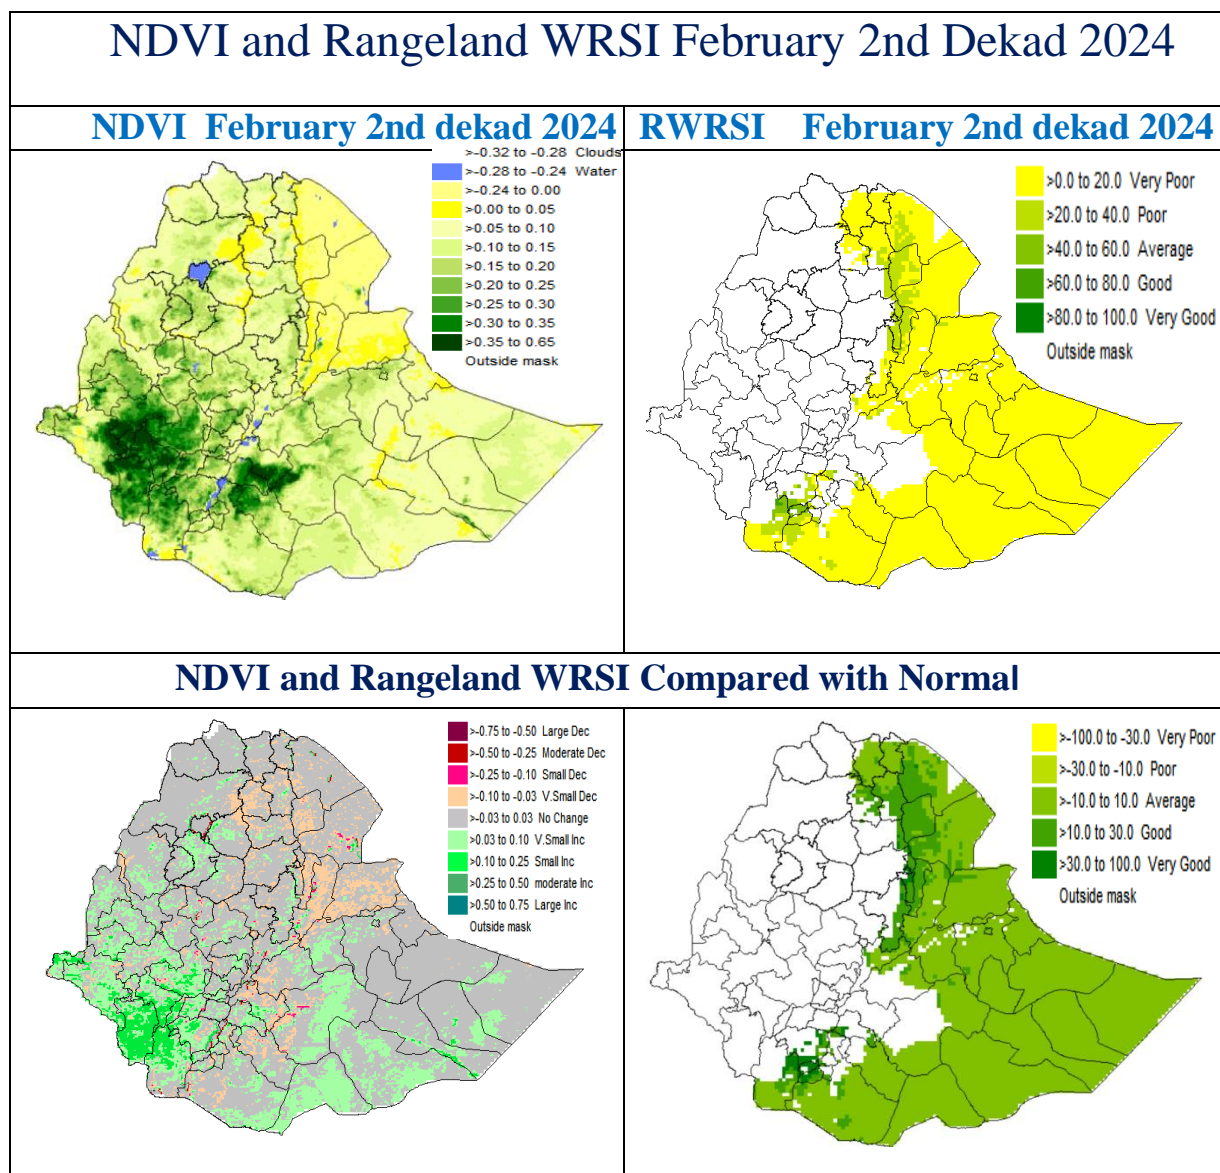 NDVI and Rangeland WRSI February 2nd Dekad 2024
NDVI February 2nd dekad 2024
>-0.32 to -0.28 Clouds
>-0.28 to -0.24 Water
>-0.24 to 0.00
>0.00 to 0.05
>0.05 to 0.10
>0.10 to 0.15
>0.15 to 0.20
>0.20 to 0.25
>0.25 to 0.30
>0.30 to 0.35
>0.35 to 0.65
Outside mask
RWRSI February 2nd dekad 2024
>0.0 to 20.0 Very Poor
>20.0 to 40.0 Poor
>40.0 to 60.0 Average
>60.0 to 80.0 Good
>80.0 to 100.0 Very Good
Outside mask
NDVI and Rangeland WRSI Compared with Normal
>-0.75 to -0.50 Large Dec
>-0.50 to -0.25 Moderate Dec
>-0.25 to -0.10 Small Dec
>-0.10 to -0.03 V.Small Dec
>-0.03 to 0.03 No Change
>0.03 to 0.10 V.Small Inc
>0.10 to 0.25 Small Inc
>0.25 to 0.50 moderate Inc
>0.50 to 0.75 Large Inc
Outside mask
>-100.0 to -30.0 Very Poor
>-30.0 to -10.0 Poor
>-10.0 to 10.0 Average
>10.0 to 30.0 Good
>30.0 to 100.0 Very Good
Outside mask